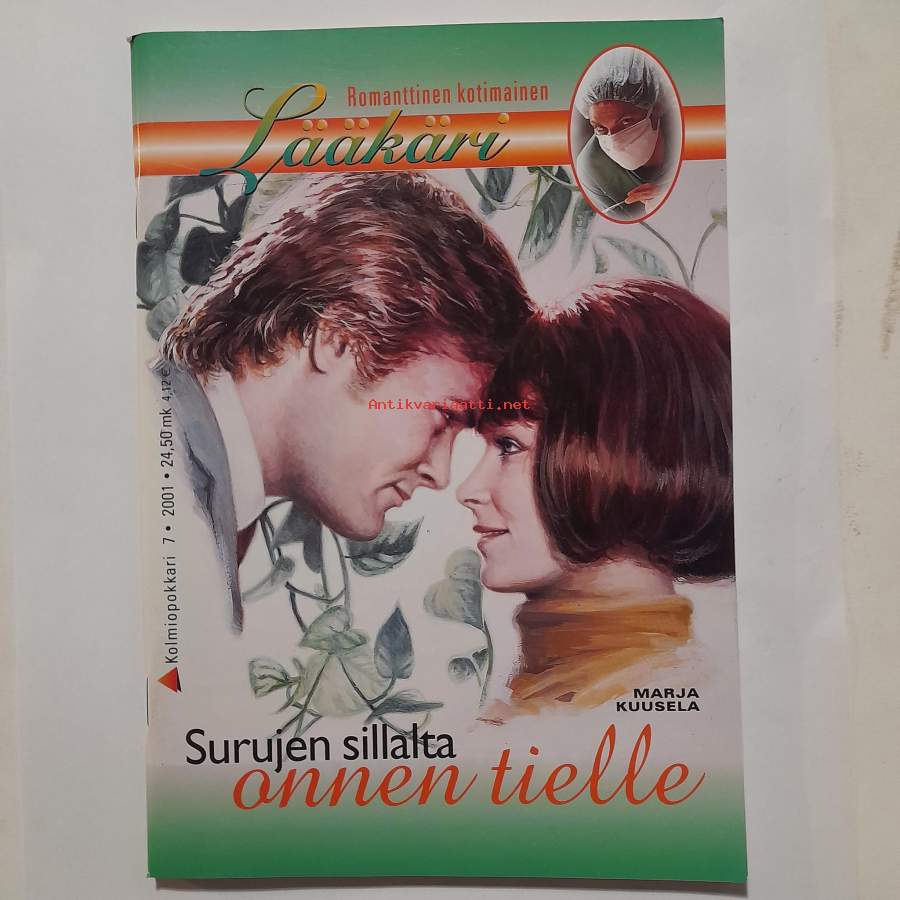 Romanttinen kotimainen
Lääkäri
Antikvariaatti.net
Kolmiopokkari 7 • 2001 • 24,50 mk 4,12 €
MARJA
KUUSELA
Surujen sillalta
onnen tielle